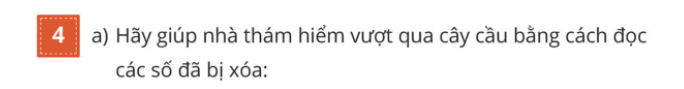 4 a) Hãy giúp nhà thám hiểm vượt qua cây cầu bằng cách đọc
các số đã bị xóa: